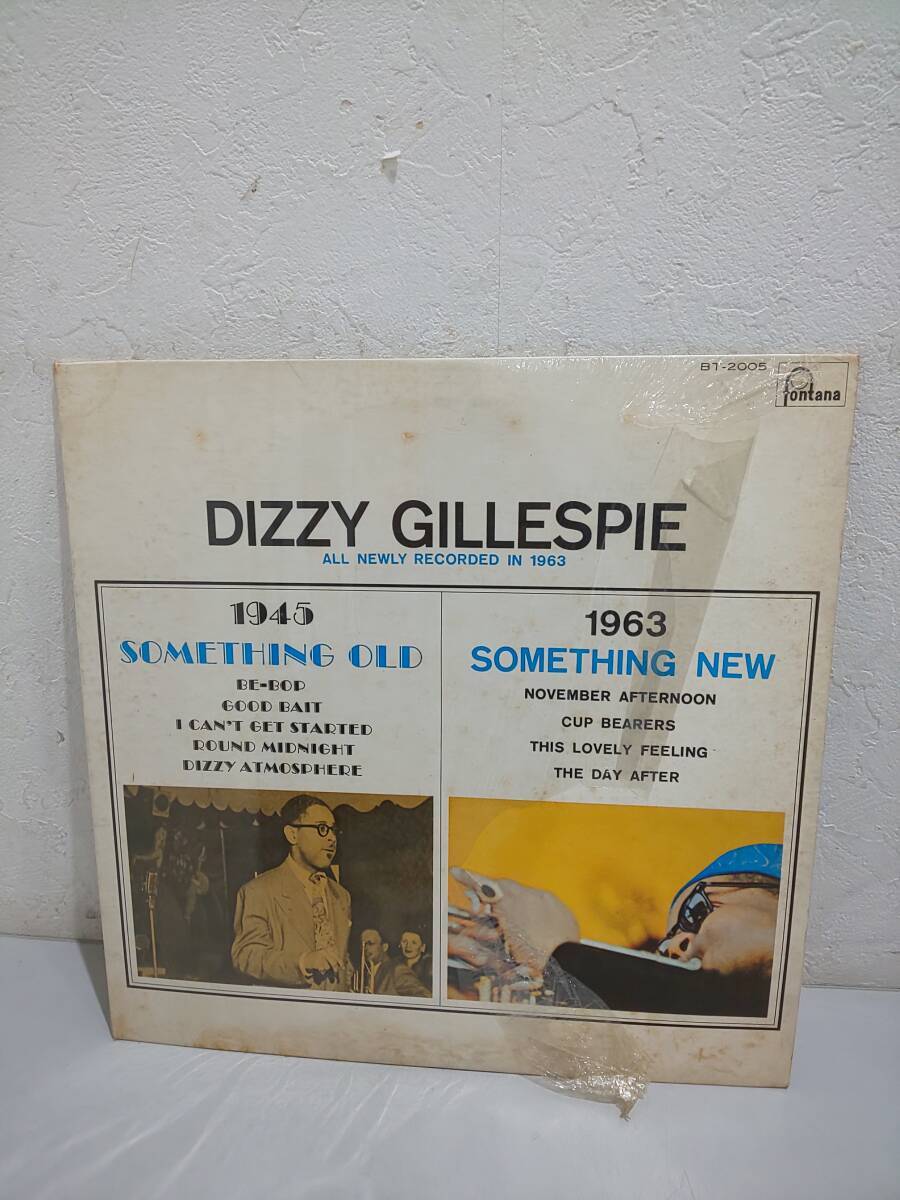 BT-2005
fontana
DIZZY GILLESPIE
ALL NEWLY RECORDED IN 1963
1945
SOMETHING OLD
BE-BOP
GOOD BAIT
I CAN'T GET STARTED
ROUND MIDNIGHT
DIZZY ATMOSPHERE
1963
SOMETHING NEW
NOVEMBER AFTERNOON
CUP BEARERS
THIS LOVELY FEELING
THE DAY AFTER